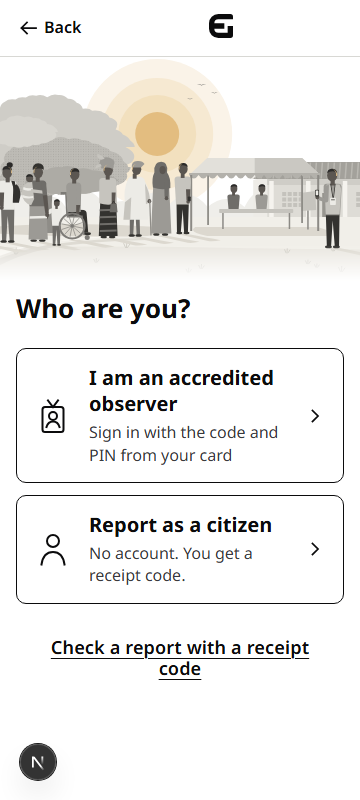 Back
Who are you?
I am an accredited
observer
Sign in with the code and
PIN from your card
Report as a citizen
No account. You get a
receipt code.
Check a report with a receipt
code
N